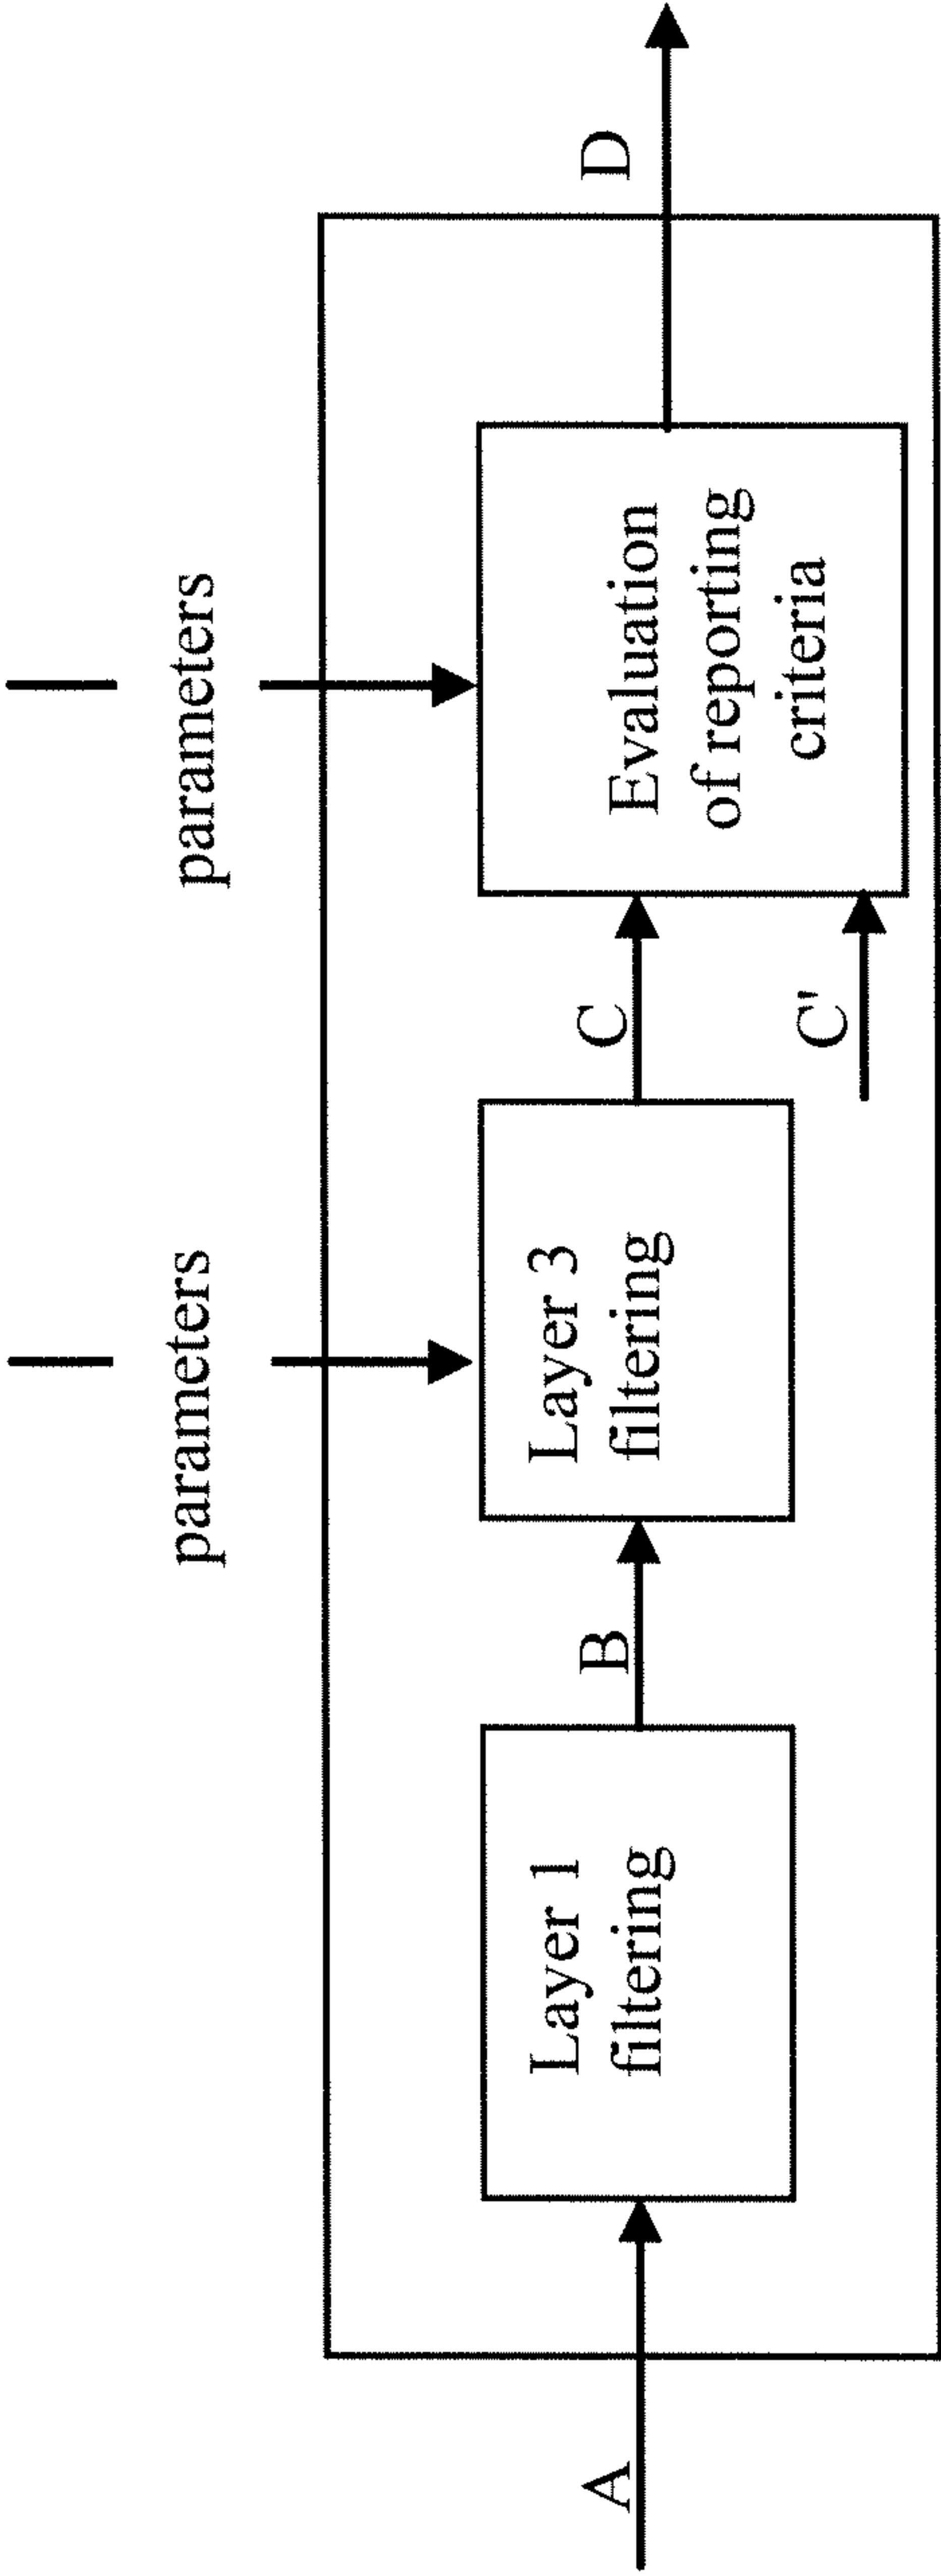 parameters
parameters
A
Layer 1
filtering
B
Layer 3
filtering
C
C'
Evaluation
of reporting
criteria
D